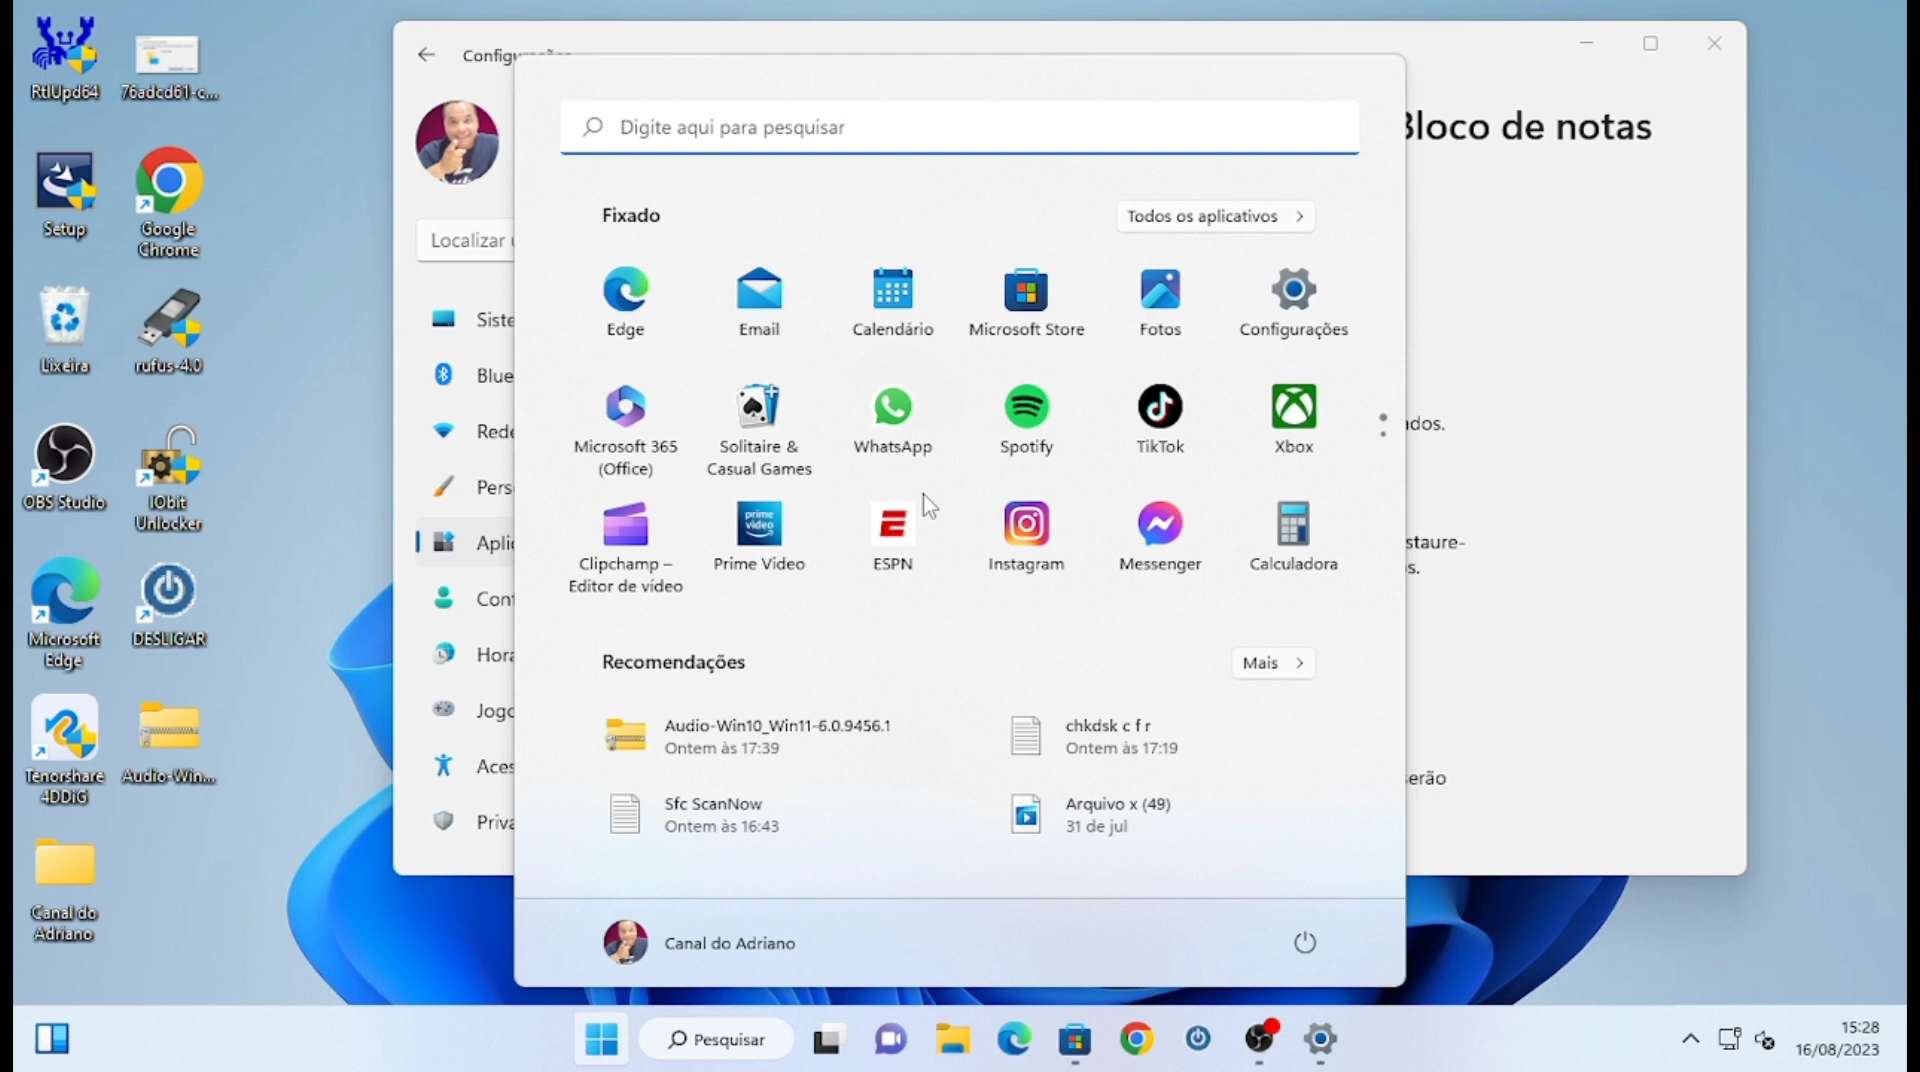 RtlUpd64
76adcd61-c...
Setup
Google
Chrome
Lixeira
rufus-4.0
OBS Studio
IObit
Unlocker
Microsoft
Edge
DESLIGAR
Tenorshare
4DDiG
Audio-Win...
Canal do
Adriano
Bloco de notas
Localizar
Siste
Blue
Rede
Pers
Aplic
Cont
Hora
Jogo
Aces
Priva
ados.
staure-
s.
serão
Digite aqui para pesquisar
Fixado
Todos os aplicativos
Edge
Email
Calendário
Microsoft Store
Fotos
Configurações
Microsoft 365
(Office)
Solitaire &
Casual Games
WhatsApp
Spotify
TikTok
Xbox
Clipchamp –
Editor de vídeo
prime
video
Prime Video
ESPN
Instagram
Messenger
Calculadora
Recomendações
Mais
Audio-Win10_Win11-6.0.9456.1
Ontem às 17:39
chkdsk c f r
Ontem às 17:19
Sfc ScanNow
Ontem às 16:43
Arquivo x (49)
31 de jul
Canal do Adriano
Pesquisar
15:28
16/08/2023